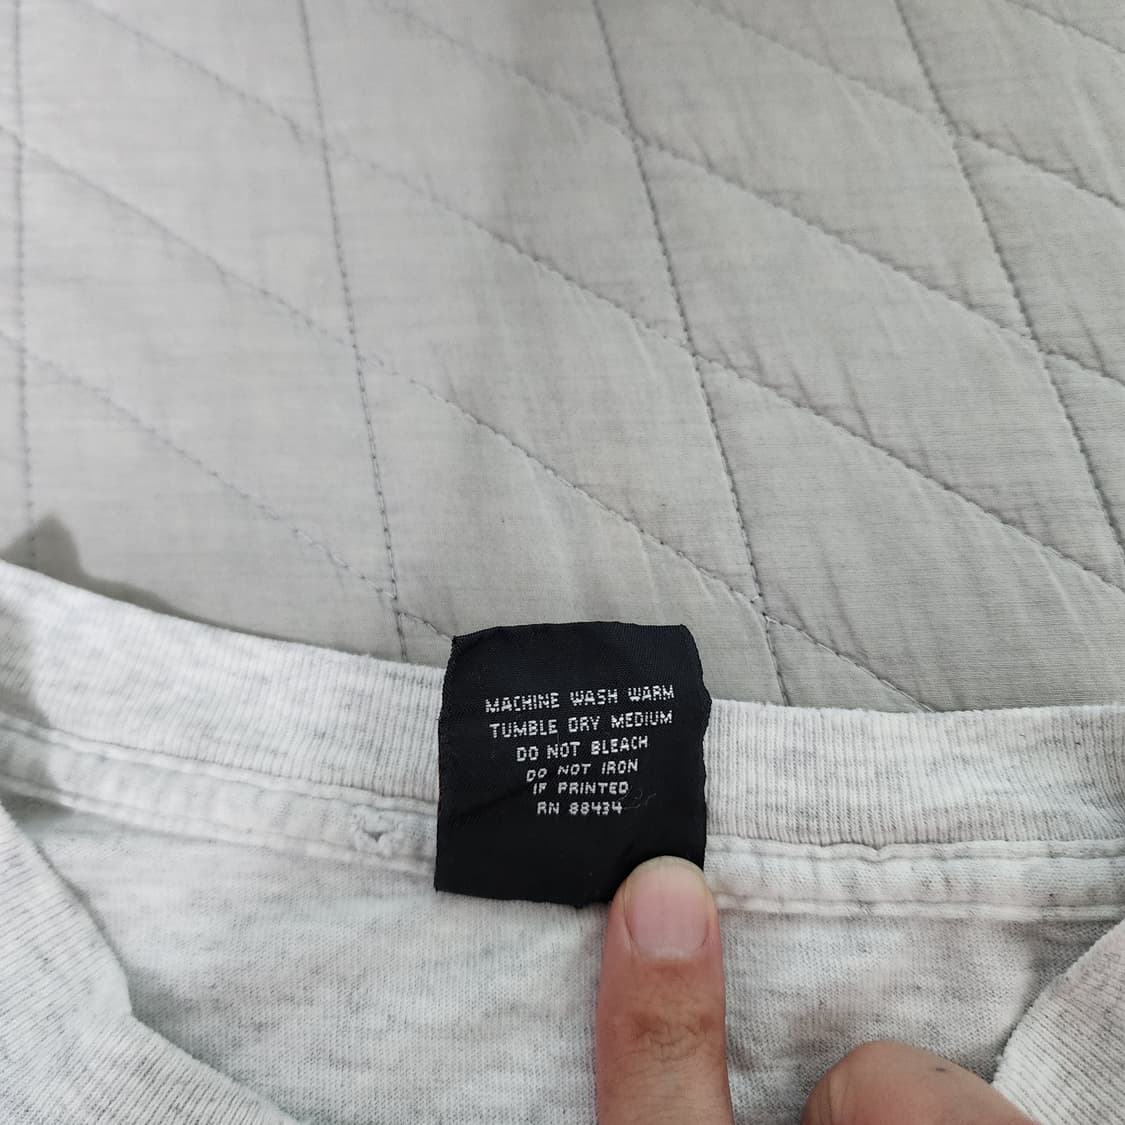 MACHINE WASH WARM
TUMBLE DRY MEDIUM
DO NOT BLEACH
DO NOT IRON
IF PRINTED
RN 88434